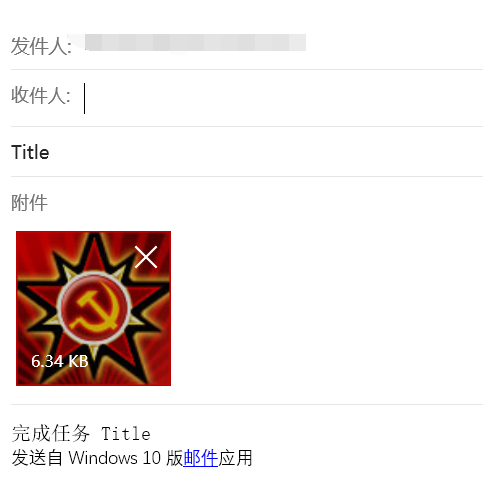 发件人:
收件人:
Title
附件
6.34 KB
完成任务 Title
发送自 Windows 10 版邮件应用